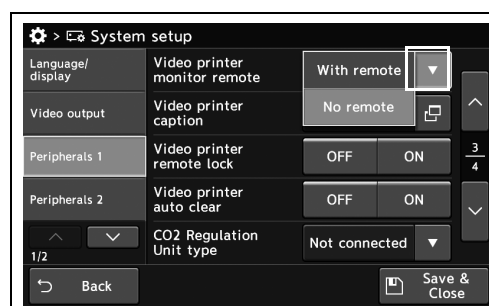 > System setup
Language/
display
Video output
Peripherals 1
Peripherals 2
1/2
Video printer
monitor remote
With remote
No remote
Video printer
caption
Video printer
remote lock
OFF ON
Video printer
auto clear
OFF ON
CO2 Regulation
Unit type
Not connected
3
4
Back
Save &
Close